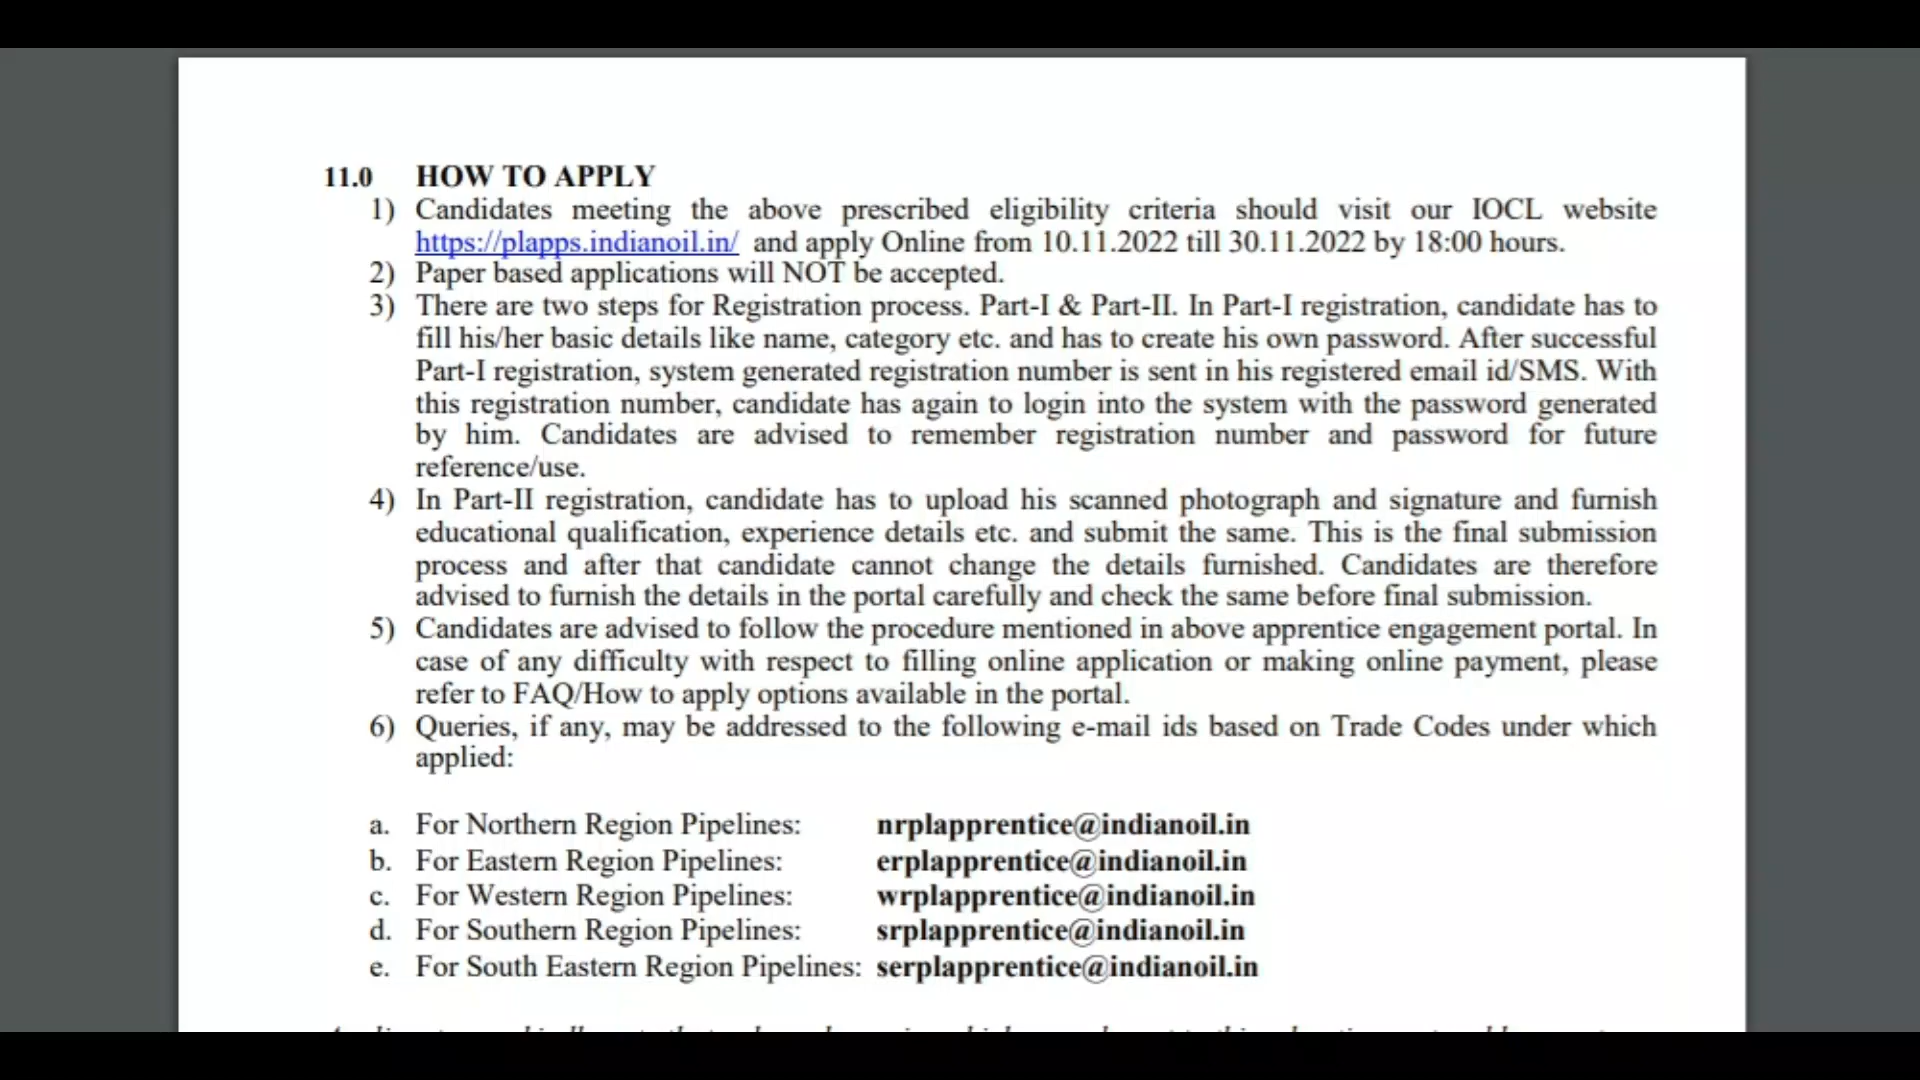 11.0 HOW TO APPLY
1) Candidates meeting the above prescribed eligibility criteria should visit our IOCL website
https://plapps.indianoil.in/ and apply Online from 10.11.2022 till 30.11.2022 by 18:00 hours.
2) Paper based applications will NOT be accepted.
3) There are two steps for Registration process. Part-I & Part-II. In Part-I registration, candidate has to
fill his/her basic details like name, category etc. and has to create his own password. After successful
Part-I registration, system generated registration number is sent in his registered email id/SMS. With
this registration number, candidate has again to login into the system with the password generated
by him. Candidates are advised to remember registration number and password for future
reference/use.
4) In Part-II registration, candidate has to upload his scanned photograph and signature and furnish
educational qualification, experience details etc. and submit the same. This is the final submission
process and after that candidate cannot change the details furnished. Candidates are therefore
advised to furnish the details in the portal carefully and check the same before final submission.
5) Candidates are advised to follow the procedure mentioned in above apprentice engagement portal. In
case of any difficulty with respect to filling online application or making online payment, please
refer to FAQ/How to apply options available in the portal.
6) Queries, if any, may be addressed to the following e-mail ids based on Trade Codes under which
applied:
a. For Northern Region Pipelines: nrplapprentice@indianoil.in
b. For Eastern Region Pipelines: erplapprentice@indianoil.in
c. For Western Region Pipelines: wrplapprentice@indianoil.in
d. For Southern Region Pipelines: srplapprentice@indianoil.in
e. For South Eastern Region Pipelines: serplapprentice@indianoil.in